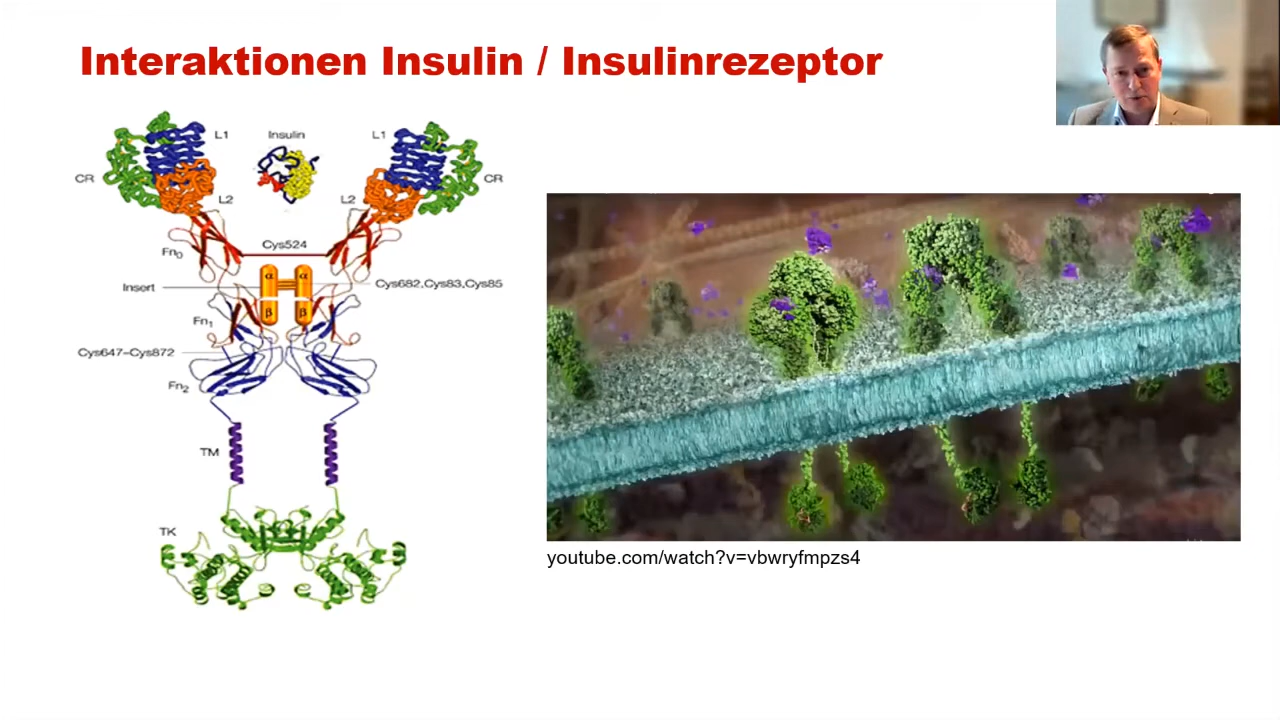 Interaktionen Insulin / Insulinrezeptor
L1
Insulin
L1
CR
CR
L2
L2
Cys524
Fn0
Insert
Cys682,Cys83,Cys85
α
α
β
β
Fn1
Cys647–Cys872
Fn2
TM
TK
youtube.com/watch?v=vbwryfmpzs4